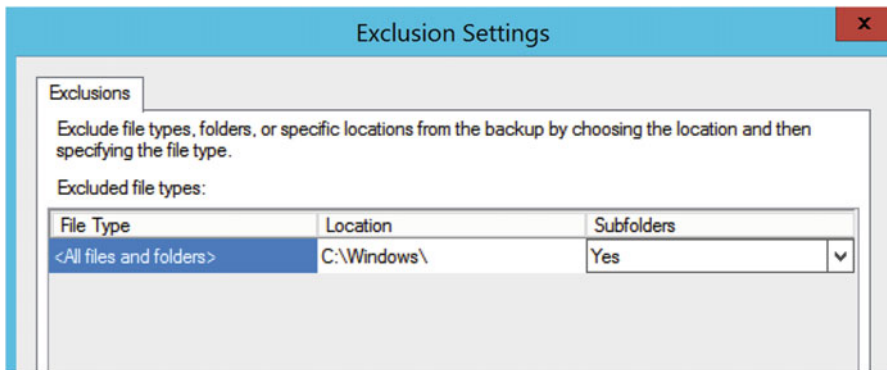 Exclusion Settings
x
Exclusions
Exclude file types, folders, or specific locations from the backup by choosing the location and then
specifying the file type.
Excluded file types:
File Type Location Subfolders
<All files and folders> C:\Windows\ Yes